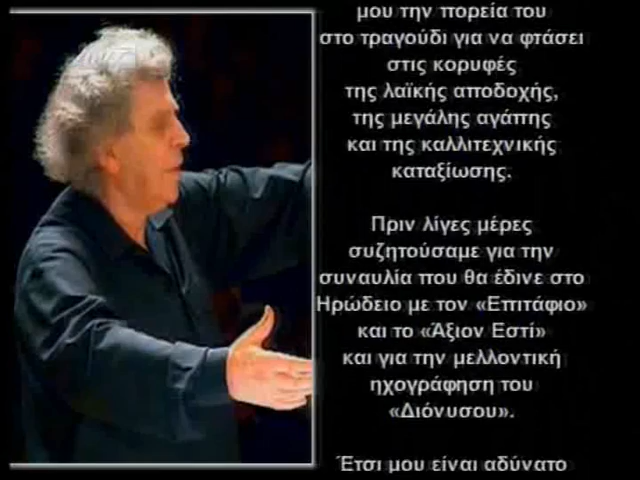 μου την πορεία του
στο τραγούδι για να φτάσει
στις κορυφές
της λαϊκής αποδοχής,
της μεγάλης αγάπης
και της καλλιτεχνικής
καταξίωσης.
Πριν λίγες μέρες
συζητούσαμε για την
συναυλία που θα έδινε στο
Ηρώδειο με τον «Επιτάφιο»
και το «Άξιον Εστί»
και για την μελλοντική
ηχογράφηση του
«Διόνυσου».
Έτσι μου είναι αδύνατο